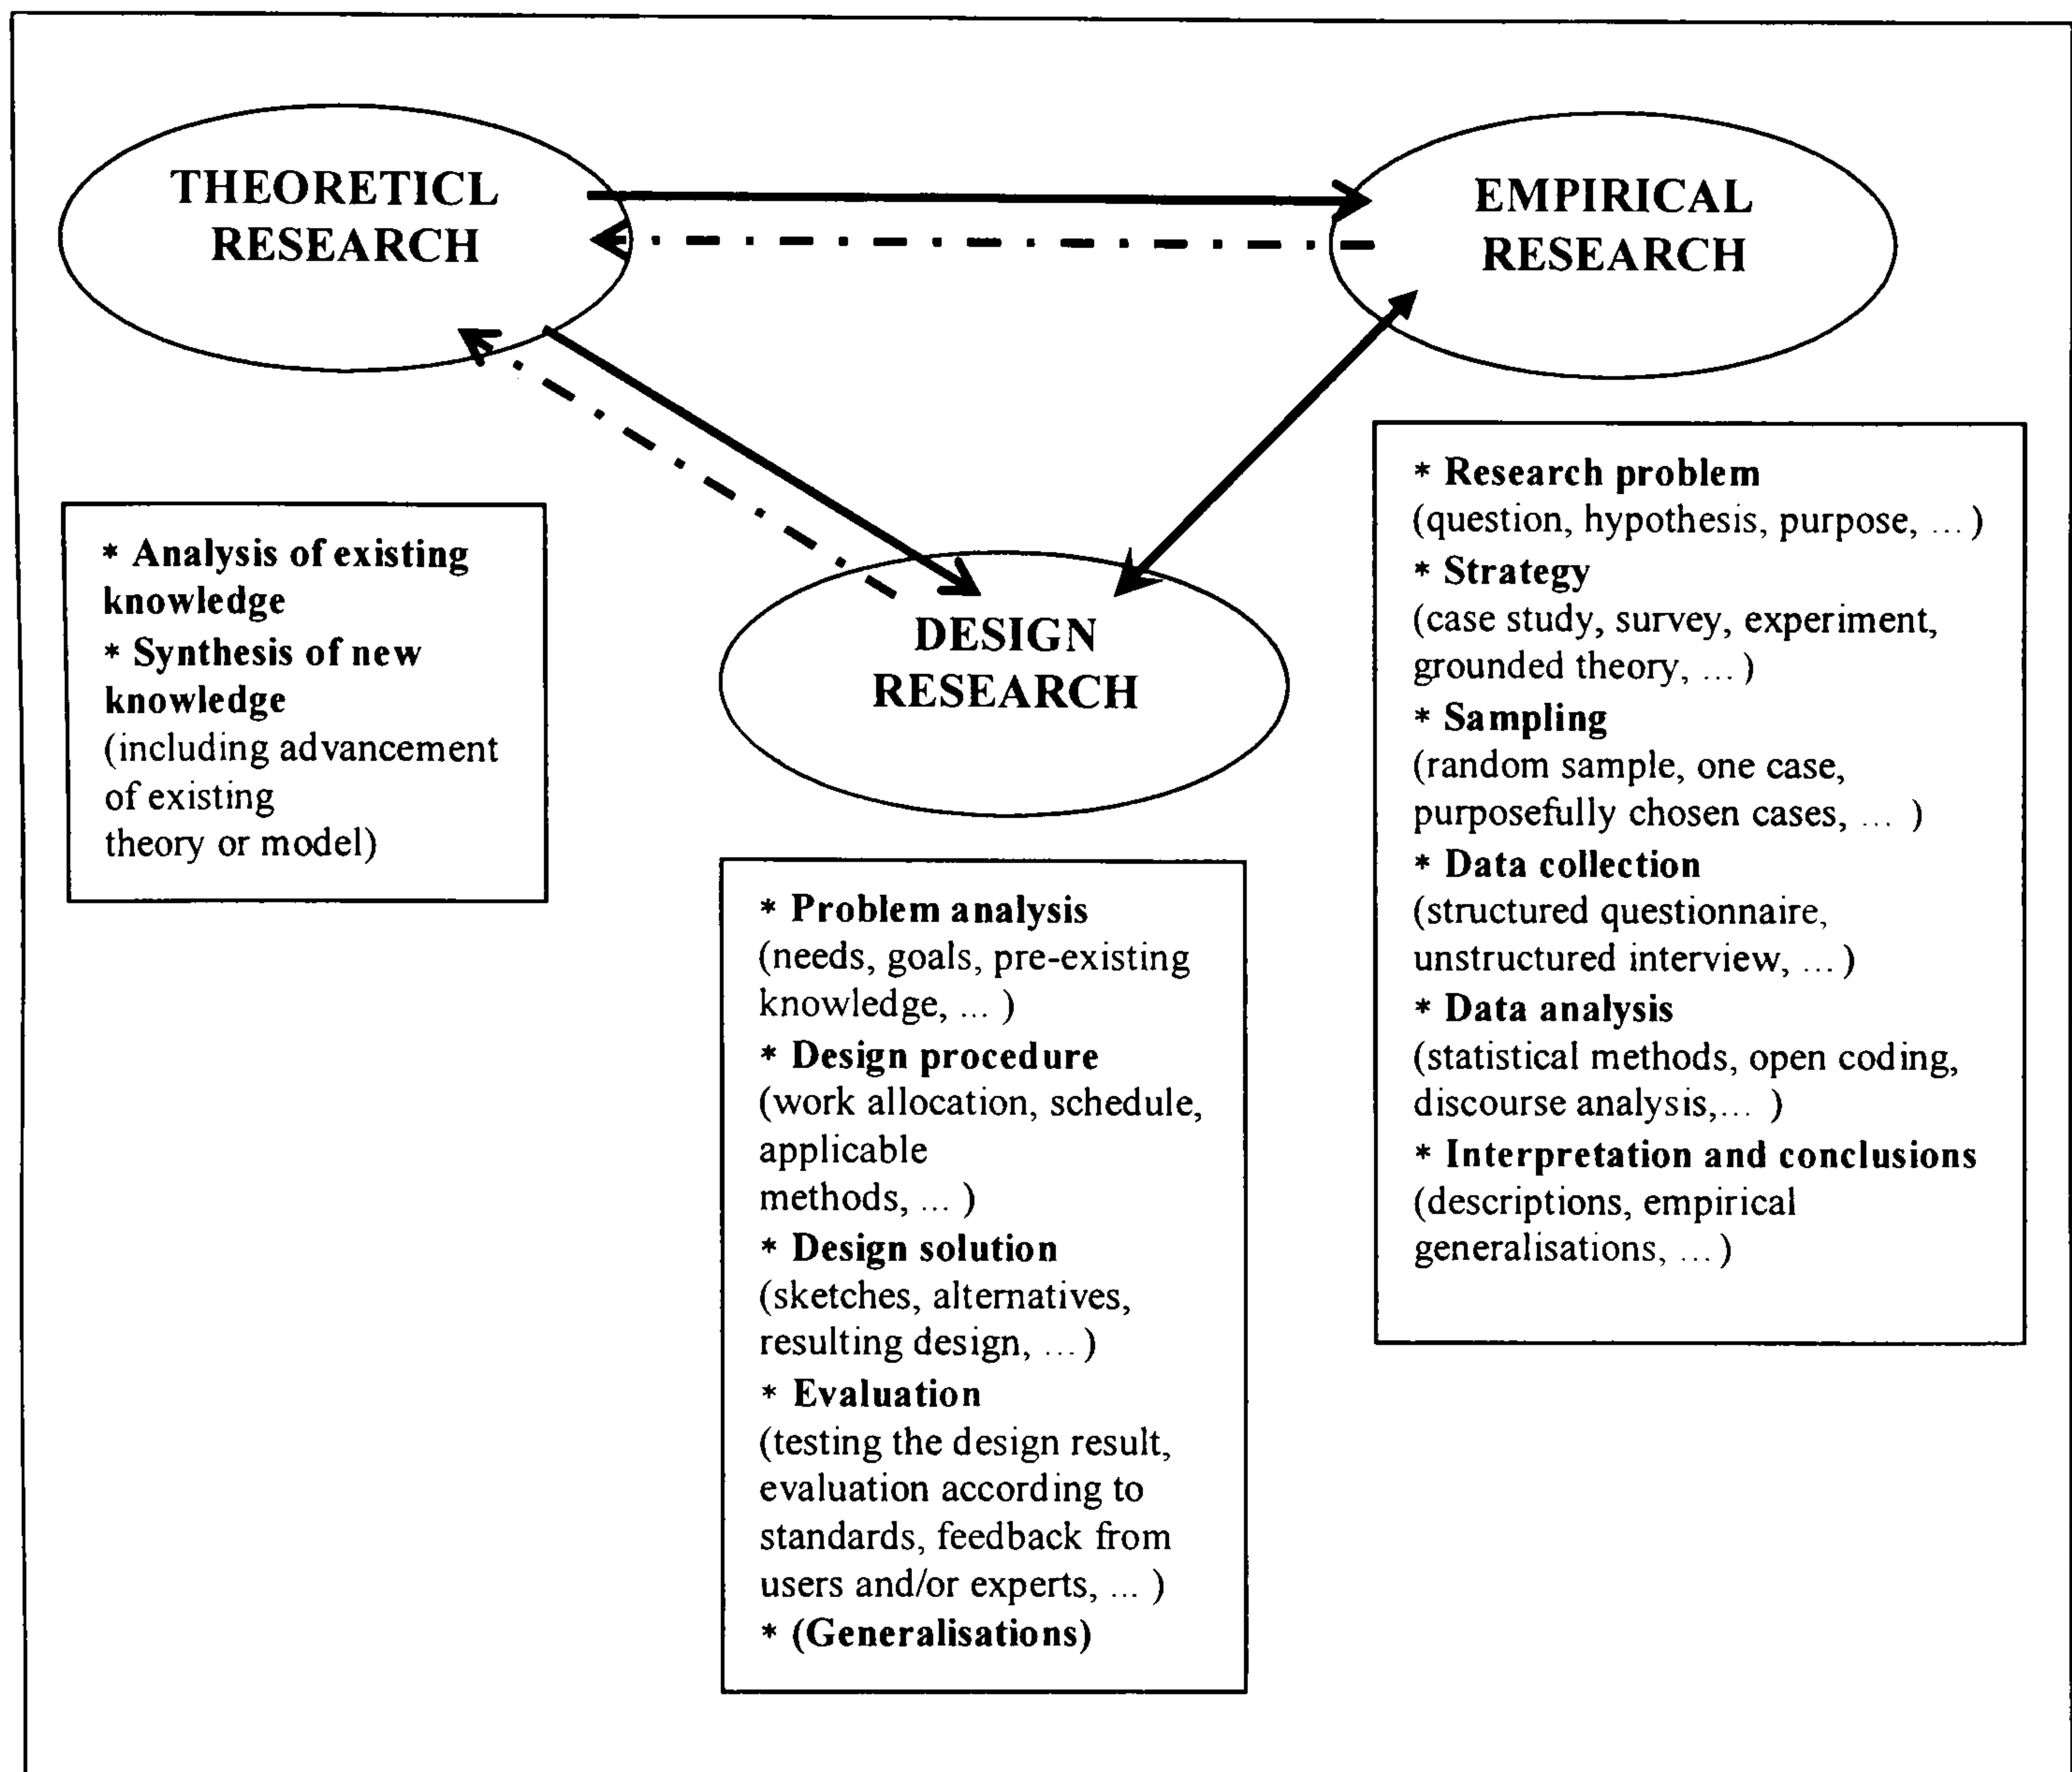 THEORETICL
RESEARCH
EMPIRICAL
RESEARCH
DESIGN
RESEARCH
* Analysis of existing
knowledge
* Synthesis of new
knowledge
(including advancement
of existing
theory or model)
* Problem analysis
(needs, goals, pre-existing
knowledge, ... )
* Design procedure
(work allocation, schedule,
applicable
methods, ... )
* Design solution
(sketches, alternatives,
resulting design, ... )
* Evaluation
(testing the design result,
evaluation according to
standards, feedback from
users and/or experts, ... )
* (Generalisations)
* Research problem
(question, hypothesis, purpose, ... )
* Strategy
(case study, survey, experiment,
grounded theory, ... )
* Sampling
(random sample, one case,
purposefully chosen cases, ... )
* Data collection
(structured questionnaire,
unstructured interview, ... )
* Data analysis
(statistical methods, open coding,
discourse analysis,... )
* Interpretation and conclusions
(descriptions, empirical
generalisations, ... )